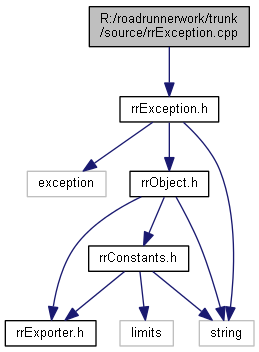 R:/roadrunnerwork/trunk
/source/rrException.cpp
rrException.h
exception
rrObject.h
rrConstants.h
rrExporter.h
limits
string